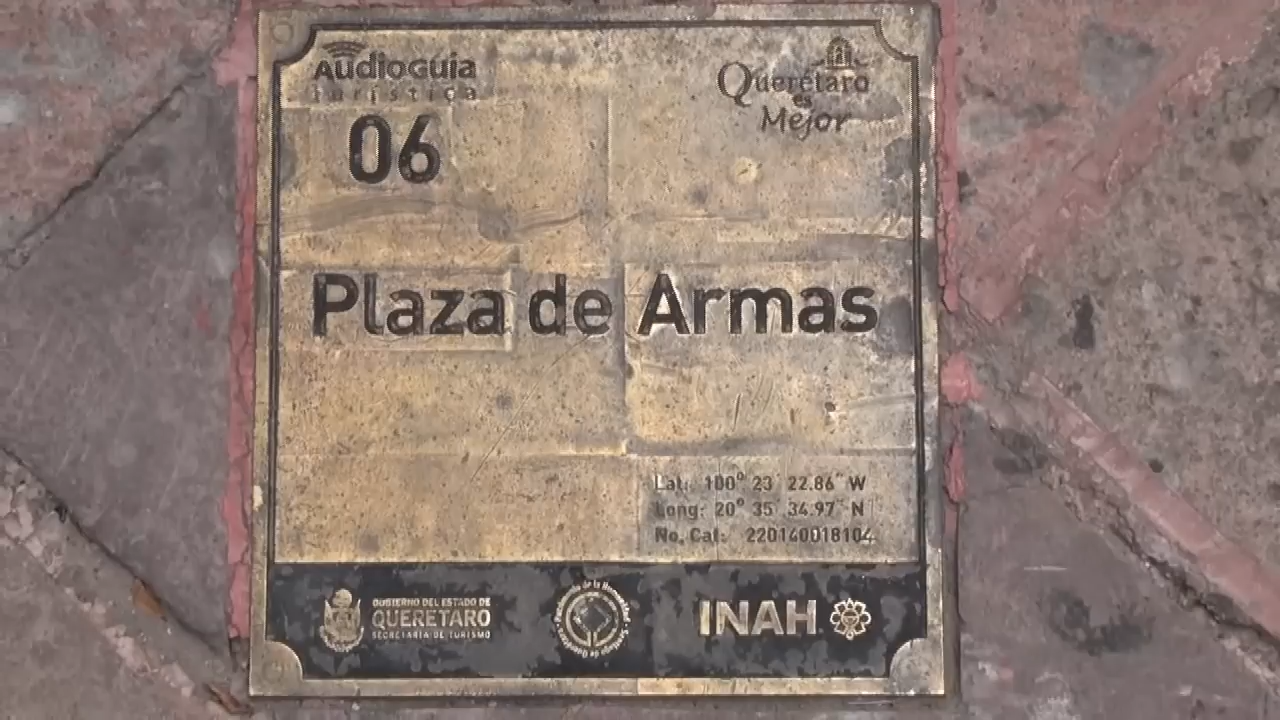 Audioguía
turística
06
Querétaro
es
Mejor
Plaza de Armas
Lat: 100° 23´ 22.86¨ W
Long: 20° 35´ 34.97¨ N
No. Cat: 220140018104
GOBIERNO DEL ESTADO DE
QUERÉTARO
SECRETARÍA DE TURISMO
INAH